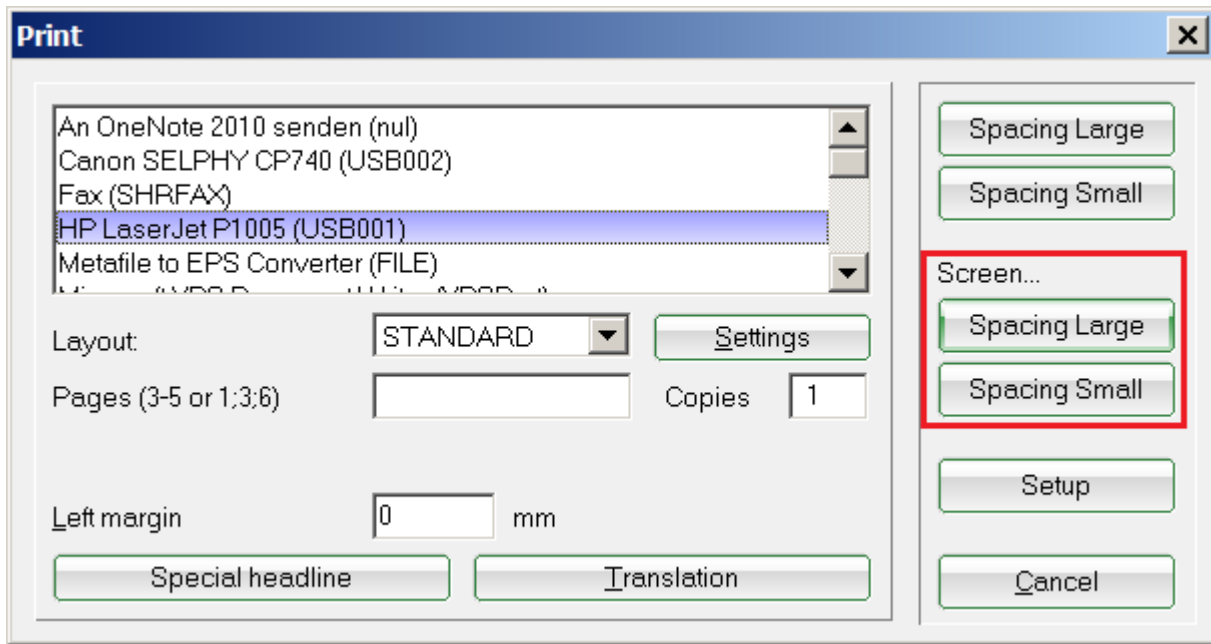 Print
An OneNote 2010 senden (nul)
Canon SELPHY CP740 (USB002)
Fax (SHRFAX)
HP LaserJet P1005 (USB001)
Metafile to EPS Converter (FILE)
Layout:
STANDARD
Settings
Pages (3-5 or 1;3;6)
Copies
1
Left margin
0
mm
Special headline
Translation
Spacing Large
Spacing Small
Screen...
Spacing Large
Spacing Small
Setup
Cancel